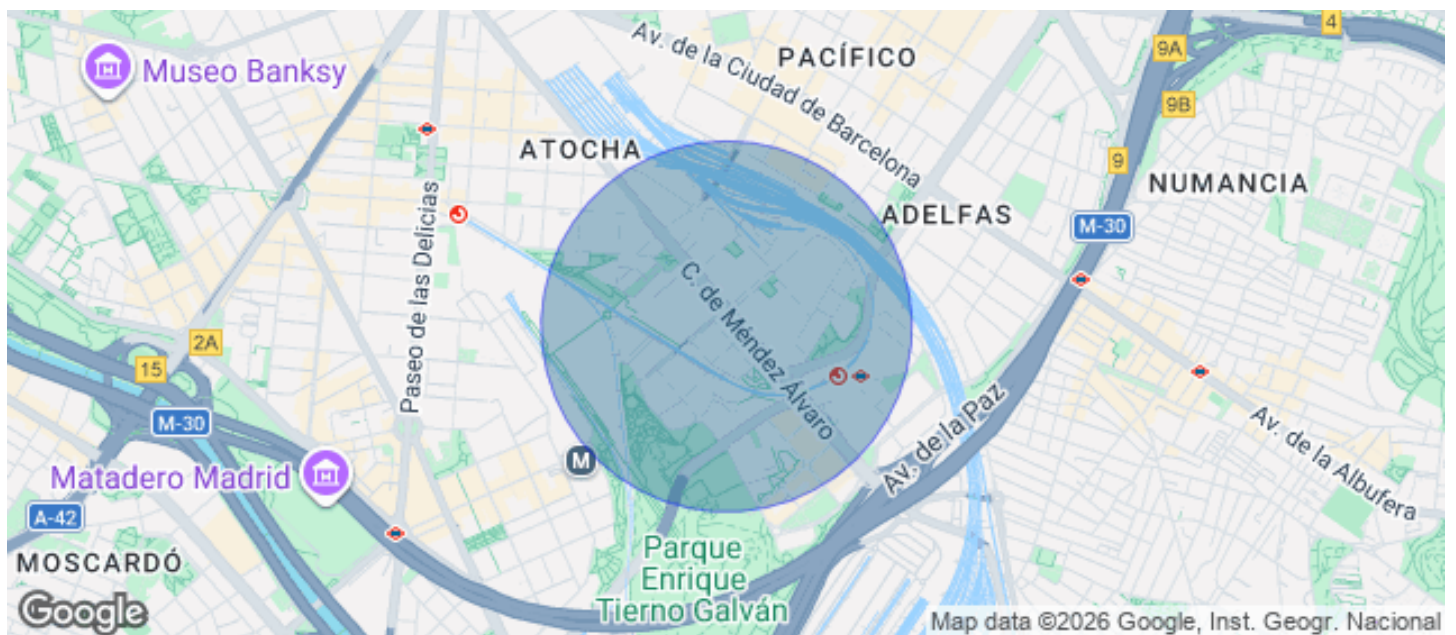 4
9A
PACÍFICO
Av. de la Ciudad de Barcelona
Museo Banksy
9B
ATOCHA
9
NUMANCIA
ADELFAS
M-30
Paseo de las Delicias
C. de Méndez Álvaro
2A
15
M-30
Av. de la Paz
Av. de la Albufera
M
Matadero Madrid
A-42
MOSCARDÓ
Parque
Enrique
Tierno Galván
Google
Map data ©2026 Google, Inst. Geogr. Nacional